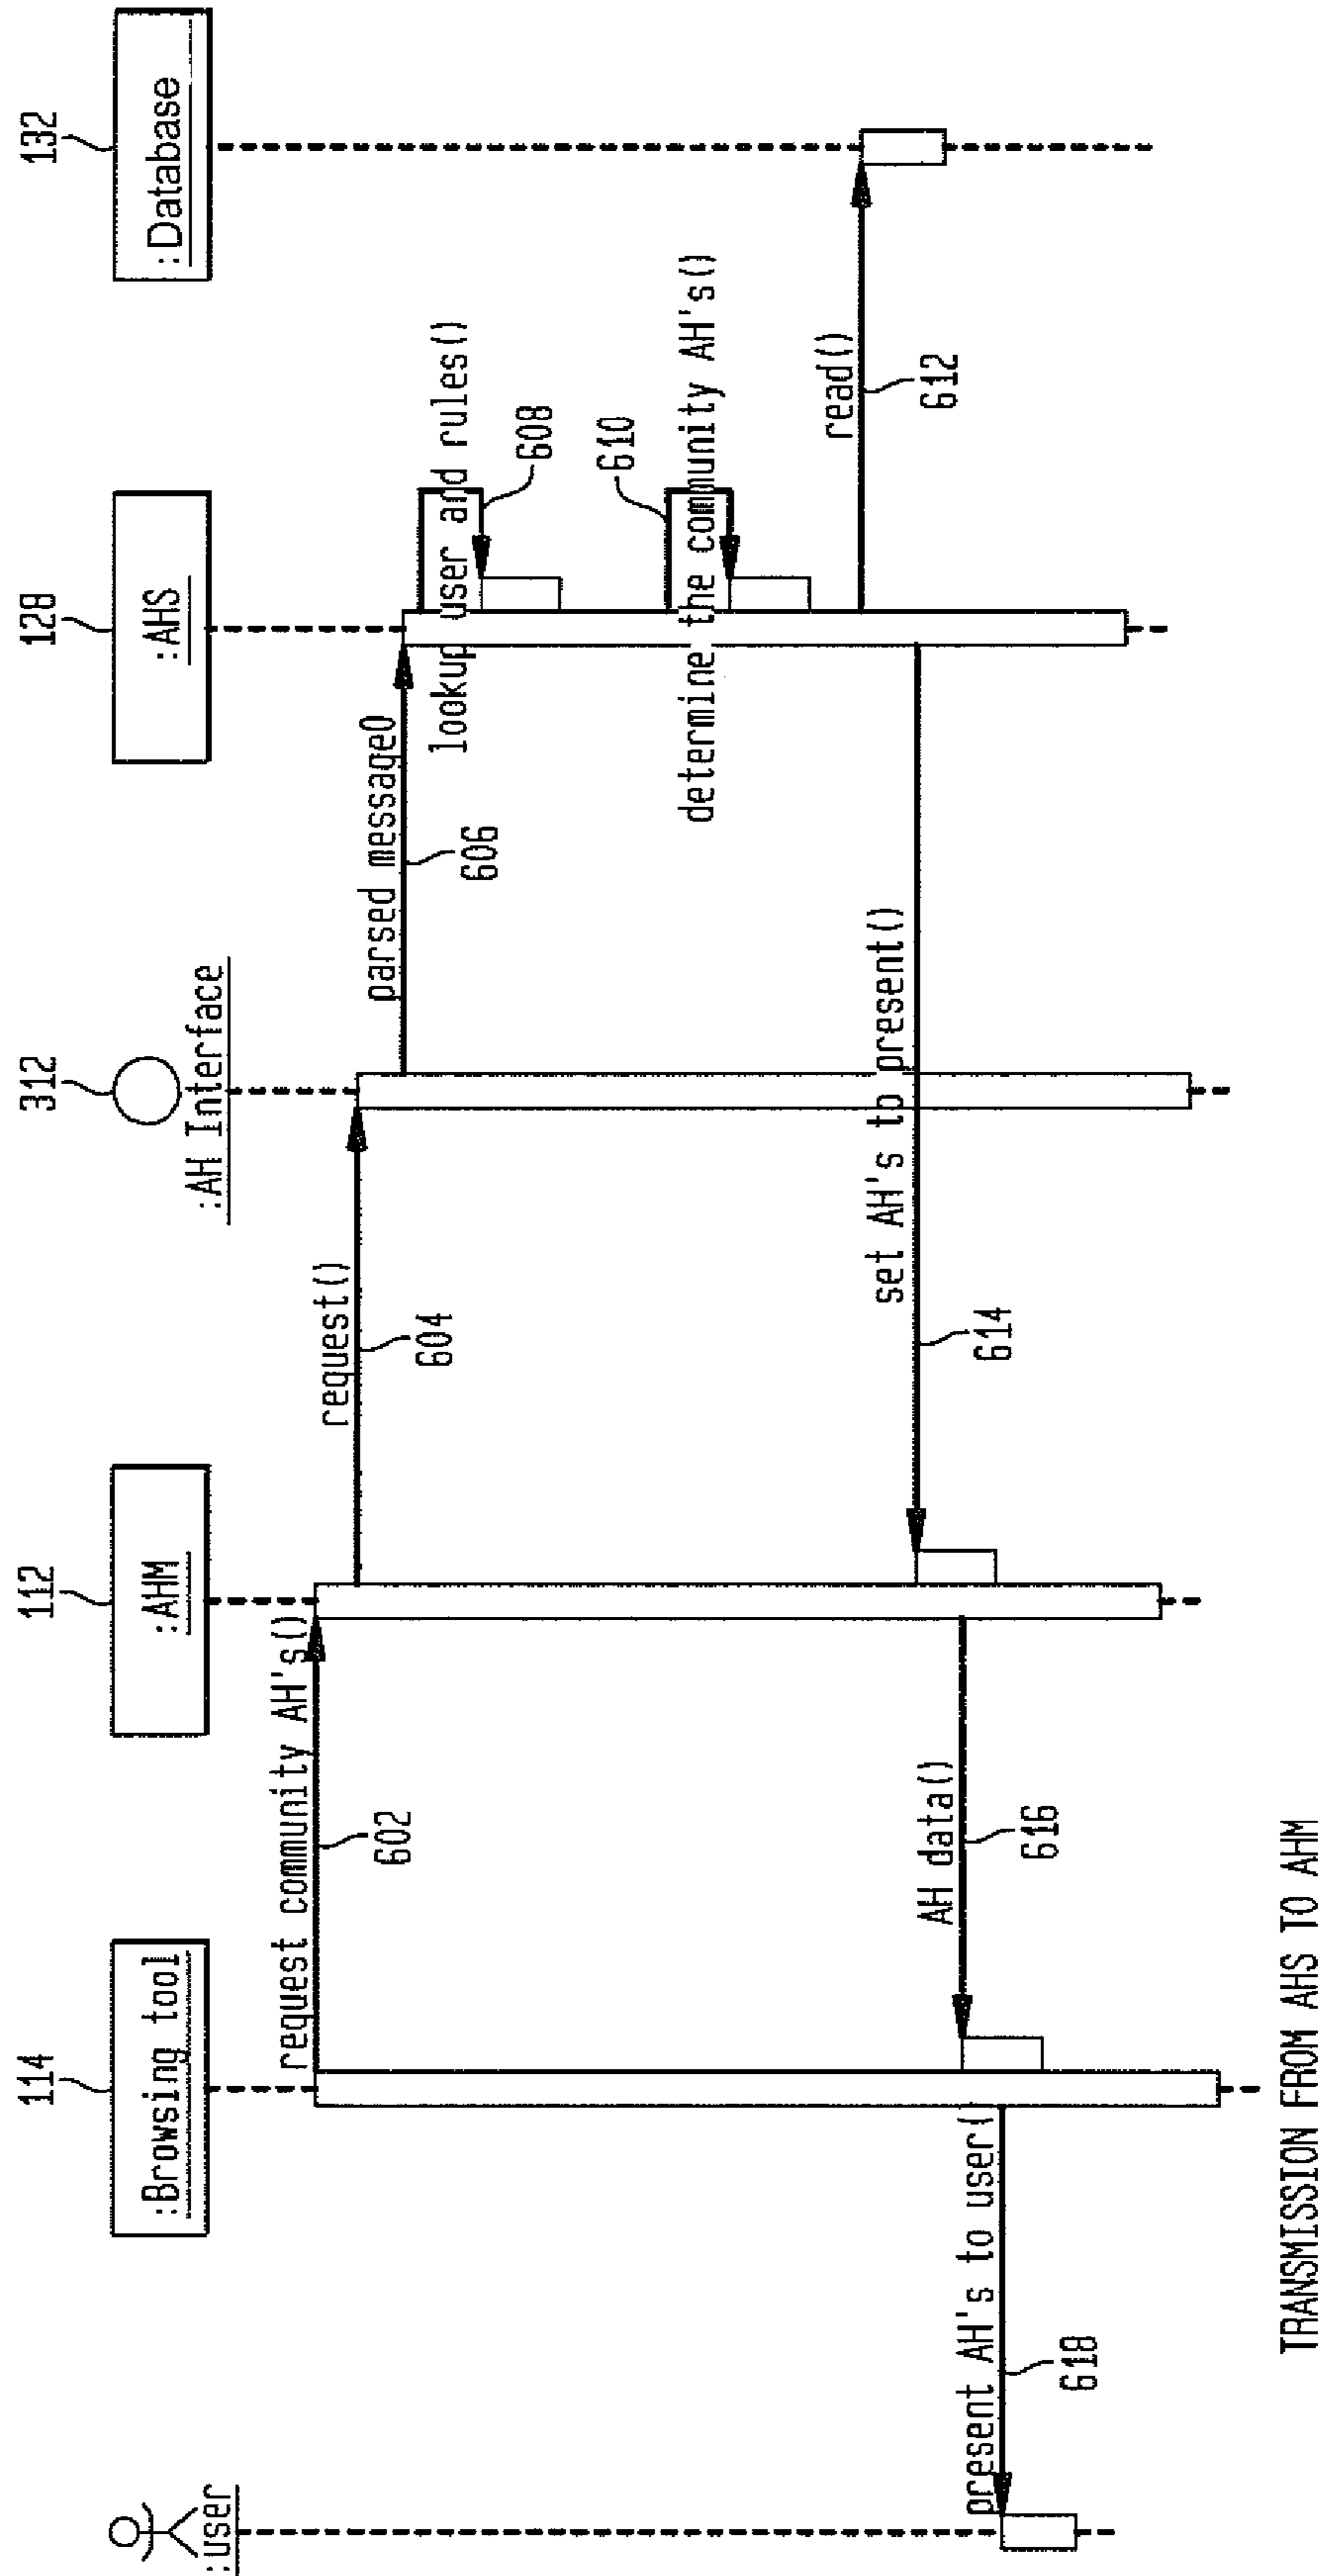 114
112
312
128
132
:user
:Browsing tool
:AHM
:AH Interface
:AHS
:Database
request community AH's()
602
request()
604
parsed message()
606
lookup user and rules()
608
610
determine the community AH's()
read()
612
set AH's to present()
614
AH data()
616
present AH's to user(
618
TRANSMISSION FROM AHS TO AHM